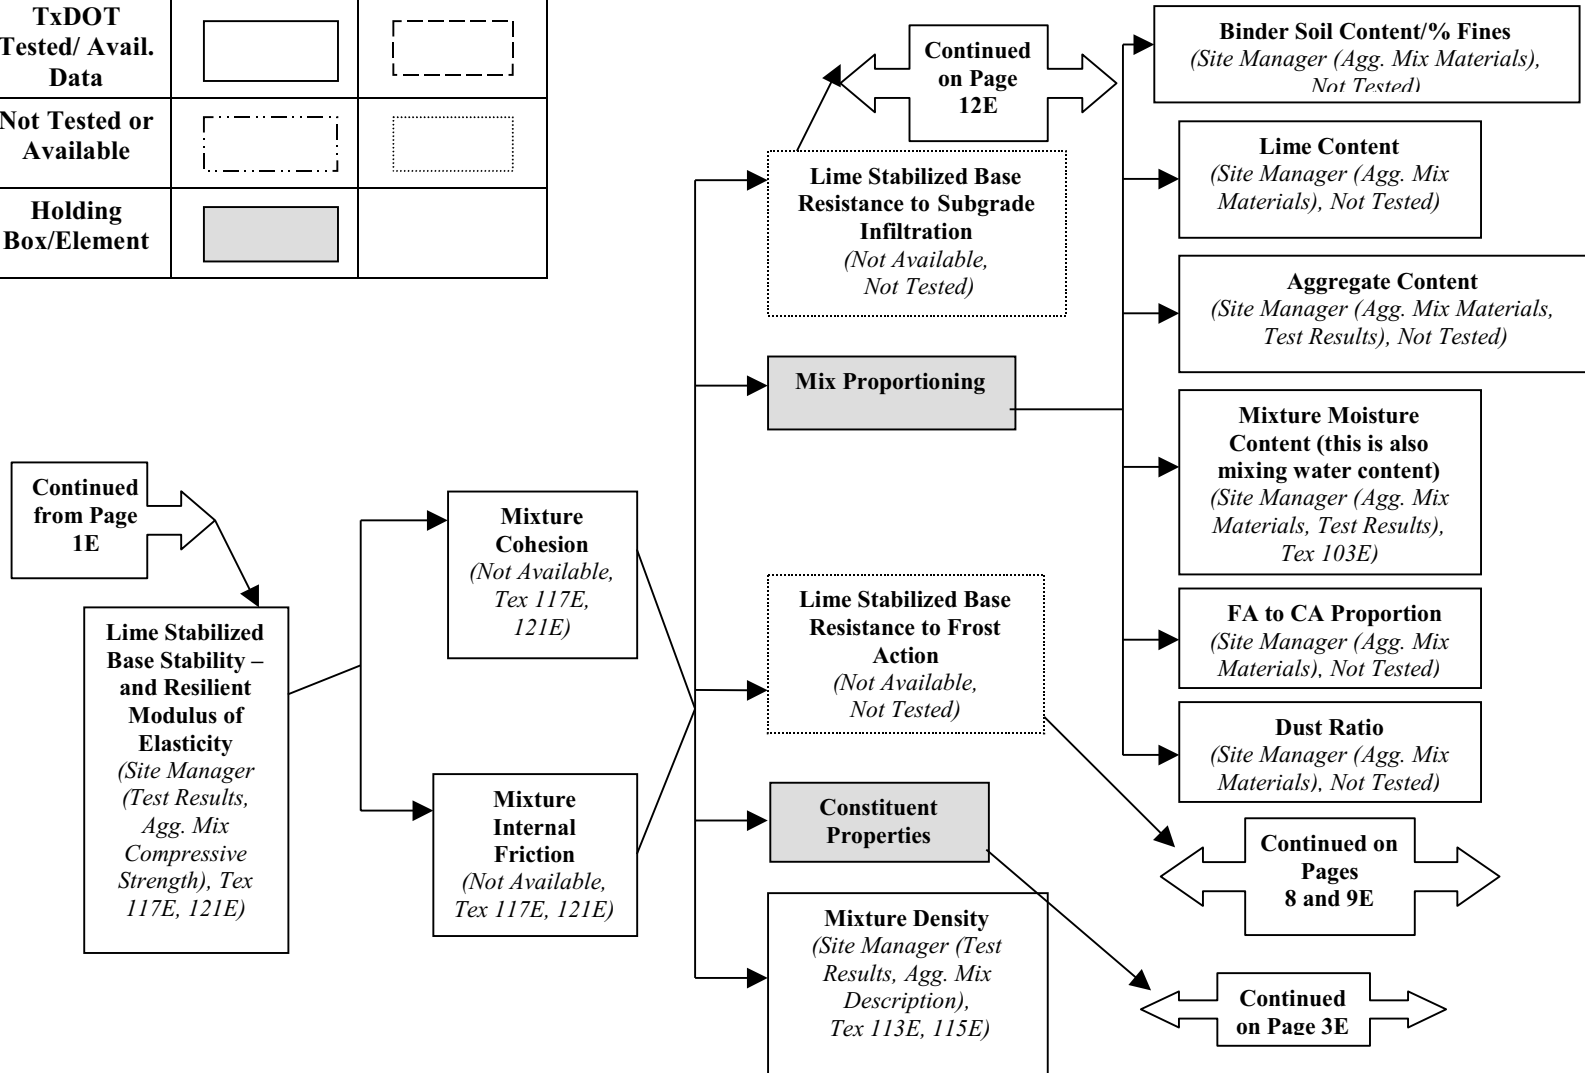 TxDOT
Tested/ Avail.
Data
Not Tested or
Available
Holding
Box/Element
Continued
from Page
1E
Lime Stabilized
Base Stability –
and Resilient
Modulus of
Elasticity
(Site Manager
(Test Results,
Agg. Mix
Compressive
Strength), Tex
117E, 121E)
Mixture
Cohesion
(Not Available,
Tex 117E,
121E)
Mixture
Internal
Friction
(Not Available,
Tex 117E, 121E)
Continued
on Page
12E
Lime Stabilized Base
Resistance to Subgrade
Infiltration
(Not Available,
Not Tested)
Mix Proportioning
Lime Stabilized Base
Resistance to Frost
Action
(Not Available,
Not Tested)
Constituent
Properties
Mixture Density
(Site Manager (Test
Results, Agg. Mix
Description),
Tex 113E, 115E)
Binder Soil Content/% Fines
(Site Manager (Agg. Mix Materials),
Not Tested)
Lime Content
(Site Manager (Agg. Mix
Materials), Not Tested)
Aggregate Content
(Site Manager (Agg. Mix Materials,
Test Results), Not Tested)
Mixture Moisture
Content (this is also
mixing water content)
(Site Manager (Agg. Mix
Materials, Test Results),
Tex 103E)
FA to CA Proportion
(Site Manager (Agg. Mix
Materials), Not Tested)
Dust Ratio
(Site Manager (Agg. Mix
Materials), Not Tested)
Continued on
Pages
8 and 9E
Continued
on Page 3E